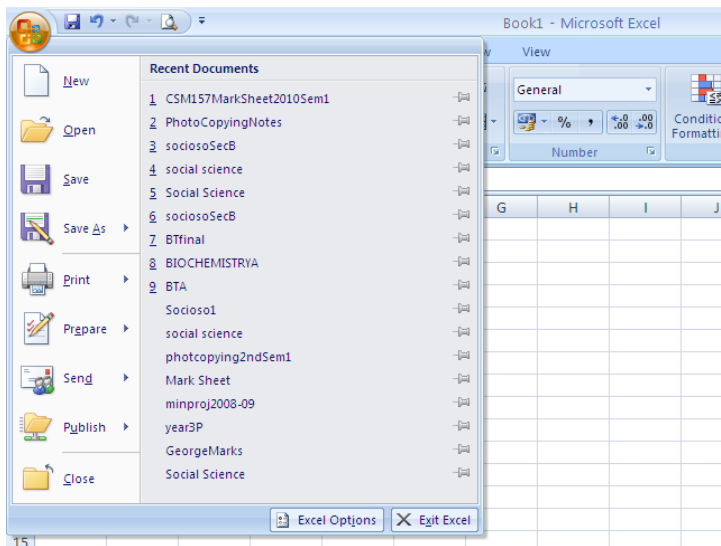 Book1 - Microsoft Excel
View
New
Open
Save
Save As
Print
Prepare
Send
Publish
Close
Recent Documents
1 CSM157MarkSheet2010Sem1
2 PhotoCopyingNotes
3 sociosoSecB
4 social science
5 Social Science
6 sociosoSecB
7 BTfinal
8 BIOCHEMISTRYA
9 BTA
Socioso1
social science
photcopying2ndSem1
Mark Sheet
minproj2008-09
year3P
GeorgeMarks
Social Science
Excel Options
Exit Excel
General
% , .0 .00 .00 .0
Number
G H I J
15